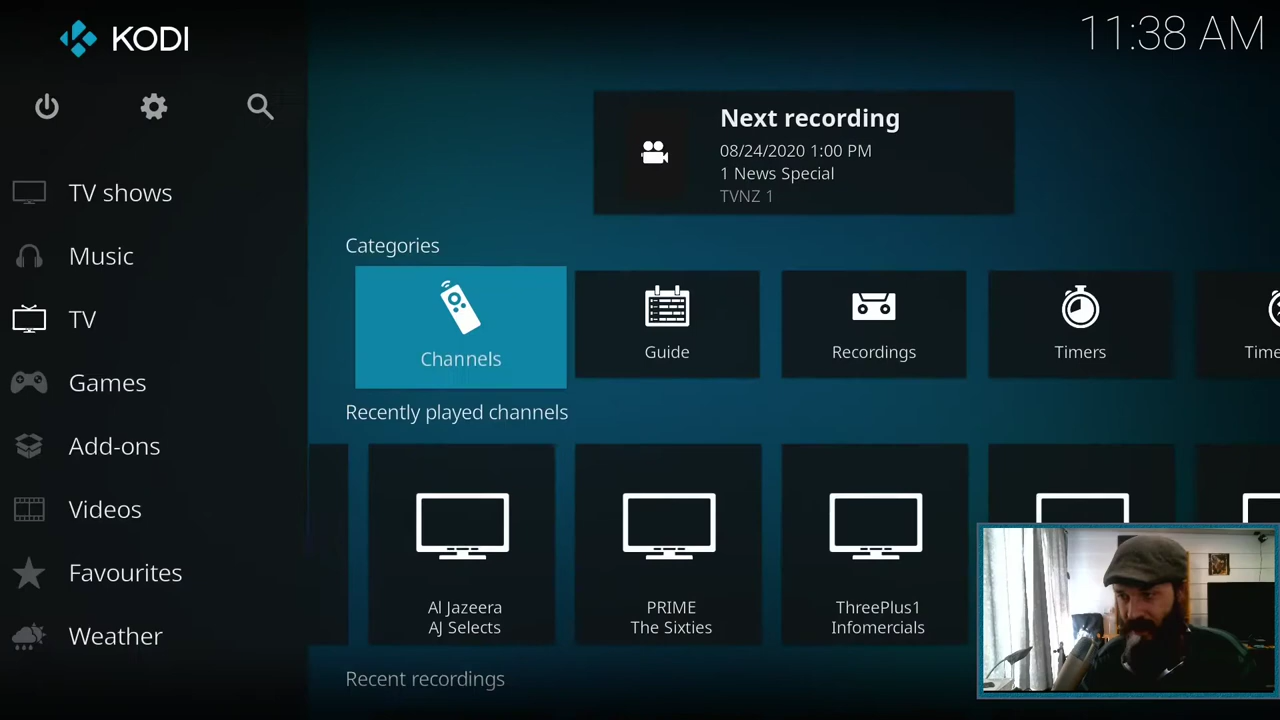 KODI
11:38 AM
TV shows
Music
TV
Games
Add-ons
Videos
Favourites
Weather
Next recording
08/24/2020 1:00 PM
1 News Special
TVNZ 1
Categories
Channels
Guide
Recordings
Timers
Time
Recently played channels
Al Jazeera
AJ Selects
PRIME
The Sixties
ThreePlus1
Infomercials
Recent recordings